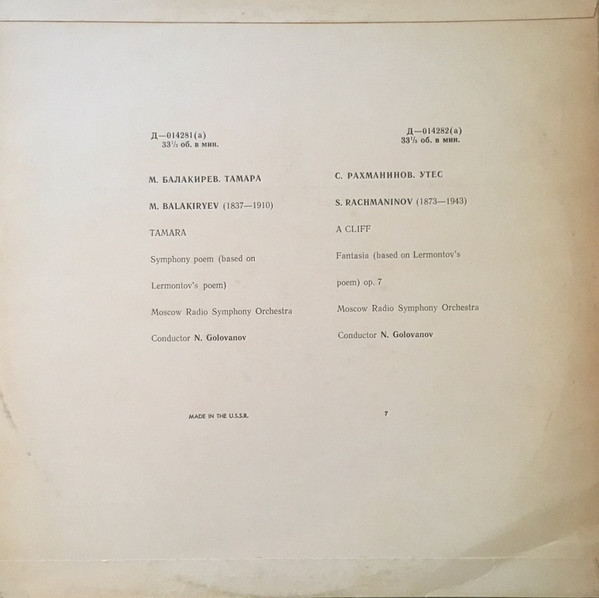 Д—014281(а)
33⅓ об. в мин.
М. БАЛАКИРЕВ. ТАМАРА
M. BALAKIRYEV (1837—1910)
TAMARA
Symphony poem (based on
Lermontov's poem)
Moscow Radio Symphony Orchestra
Conductor N. Golovanov
Д—014282(а)
33⅓ об. в мин.
С. РАХМАНИНОВ. УТЕС
S. RACHMANINOV (1873—1943)
A CLIFF
Fantasia (based on Lermontov's
poem) op. 7
Moscow Radio Symphony Orchestra
Conductor N. Golovanov
MADE IN THE U.S.S.R.
7